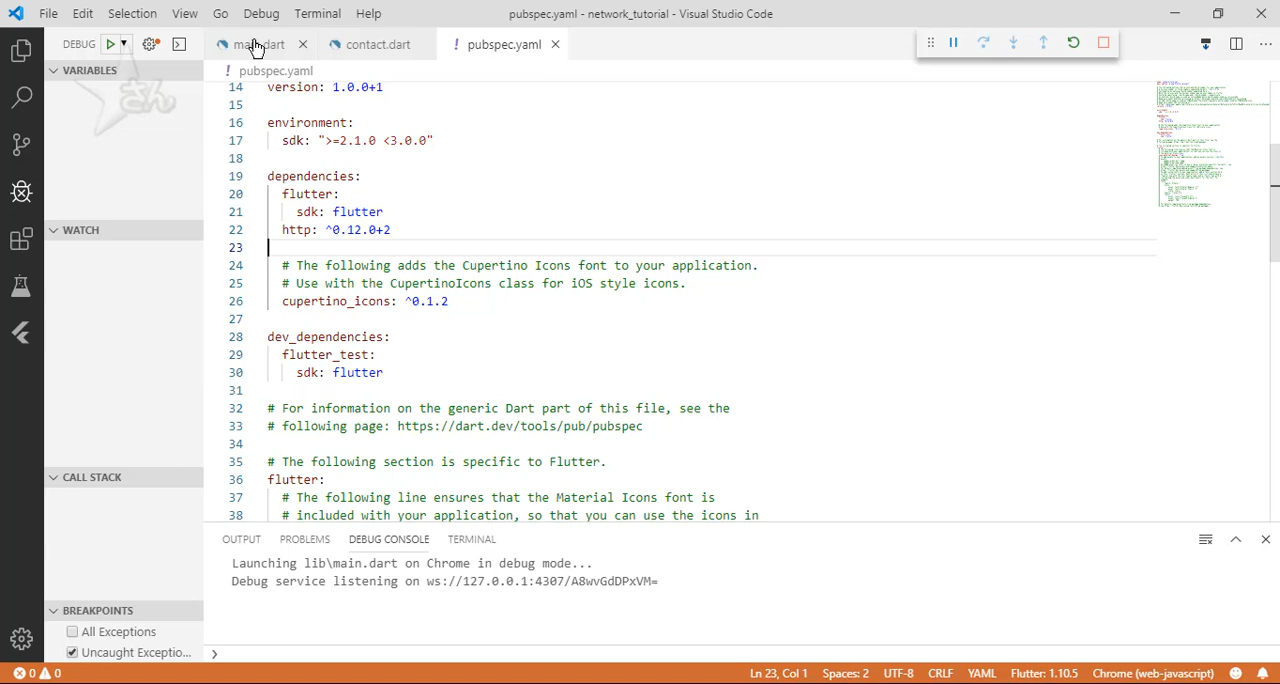 File Edit Selection View Go Debug Terminal Help
pubspec.yaml - network_tutorial - Visual Studio Code
DEBUG
main.dart
contact.dart
! pubspec.yaml
VARIABLES
さん
! pubspec.yaml
14 version: 1.0.0+1
15
16 environment:
17 sdk: ">=2.1.0 <3.0.0"
18
19 dependencies:
20 flutter:
21 sdk: flutter
22 http: ^0.12.0+2
23
24 # The following adds the Cupertino Icons font to your application.
25 # Use with the CupertinoIcons class for iOS style icons.
26 cupertino_icons: ^0.1.2
27
28 dev_dependencies:
29 flutter_test:
30 sdk: flutter
31
32 # For information on the generic Dart part of this file, see the
33 # following page: https://dart.dev/tools/pub/pubspec
34
35 # The following section is specific to Flutter.
36 flutter:
37 # The following line ensures that the Material Icons font is
38 # included with your application, so that you can use the icons in
WATCH
CALL STACK
BREAKPOINTS
All Exceptions
Uncaught Exceptio...
OUTPUT PROBLEMS DEBUG CONSOLE TERMINAL
Launching lib\main.dart on Chrome in debug mode...
Debug service listening on ws://127.0.0.1:4307/A8wvGdDPxVM=
0 0
Ln 23, Col 1 Spaces: 2 UTF-8 CRLF YAML Flutter: 1.10.5 Chrome (web-javascript)